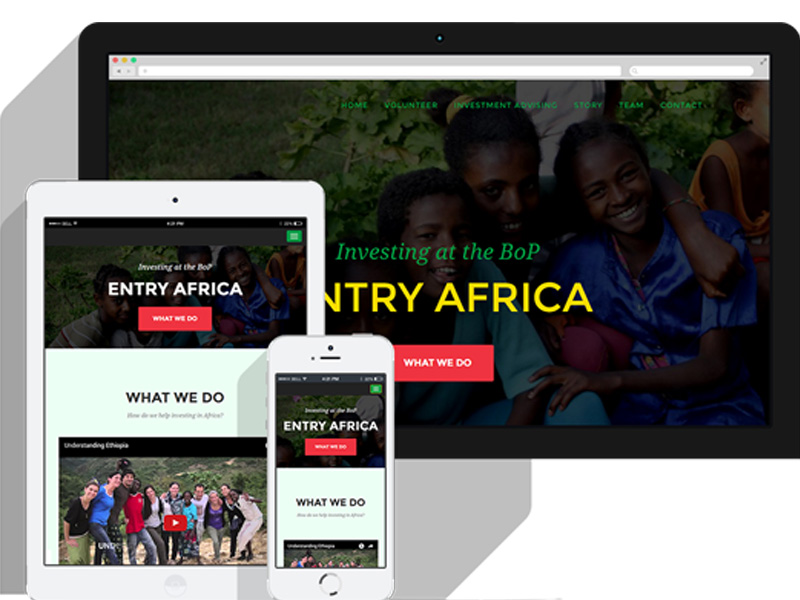 HOME VOLUNTEER INVESTMENT ADVISING STORY TEAM CONTACT
Investing at the BoP
NTRY AFRICA
WHAT WE DO
4:21 PM
Investing at the BoP
ENTRY AFRICA
WHAT WE DO
WHAT WE DO
How do we help investing in Africa?
Understanding Ethiopia
UND
4:21 PM
Investing at the BoP
ENTRY AFRICA
WHAT WE DO
WHAT WE DO
How do we help investing in Africa?
Understanding Ethiopia